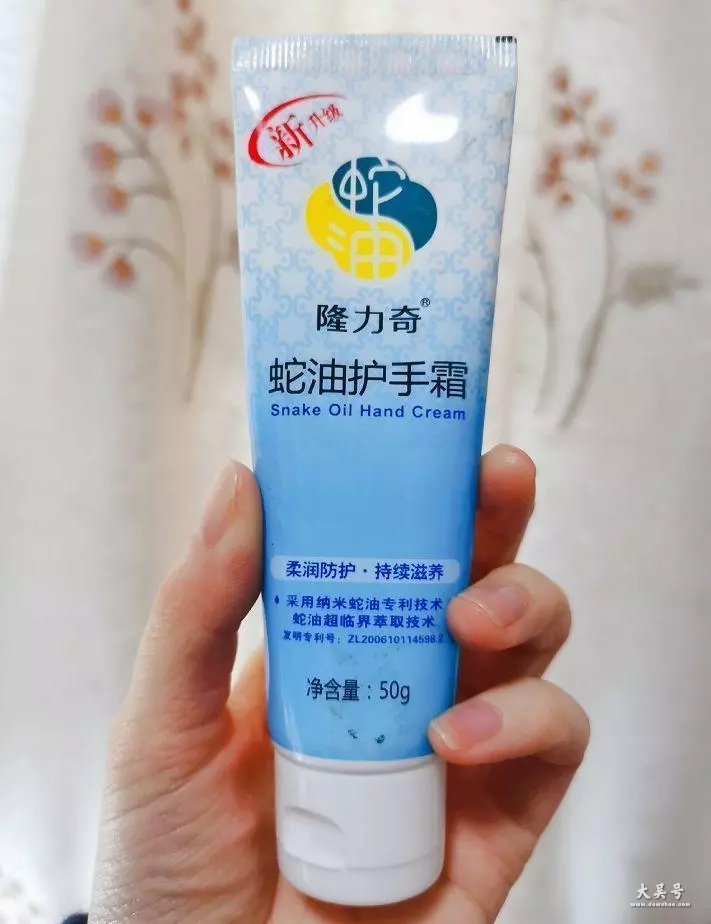 新升级
蛇油
隆力奇®
蛇油护手霜
Snake Oil Hand Cream
柔润防护·持续滋养
采用纳米蛇油专利技术
蛇油超临界萃取技术
发明专利号：ZL200610114598.2
净含量：50g
大吴号